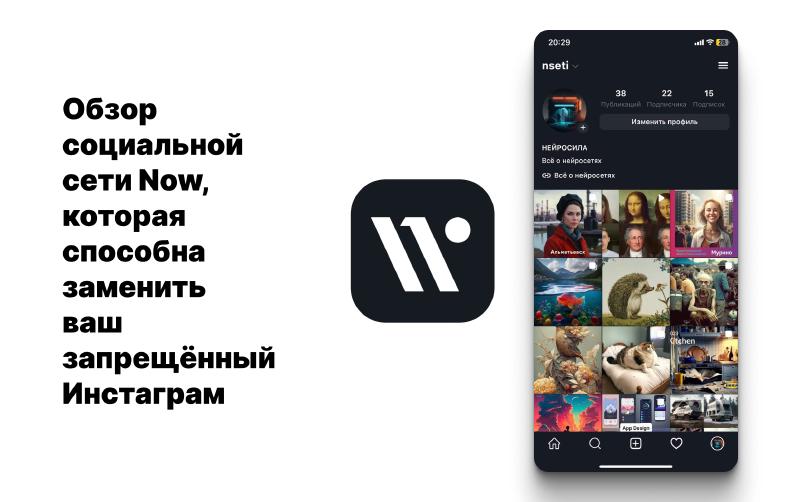 Обзор
социальной
сети Now,
которая
способна
заменить
ваш
запрещённый
Инстаграм
20:29
28
nseti
38 22 15
Публикаций Подписчика Подписок
Изменить профиль
НЕЙРОСИЛА
Всё о нейросетях
Всё о нейросетях
Альметьевск
Мурино
App Design